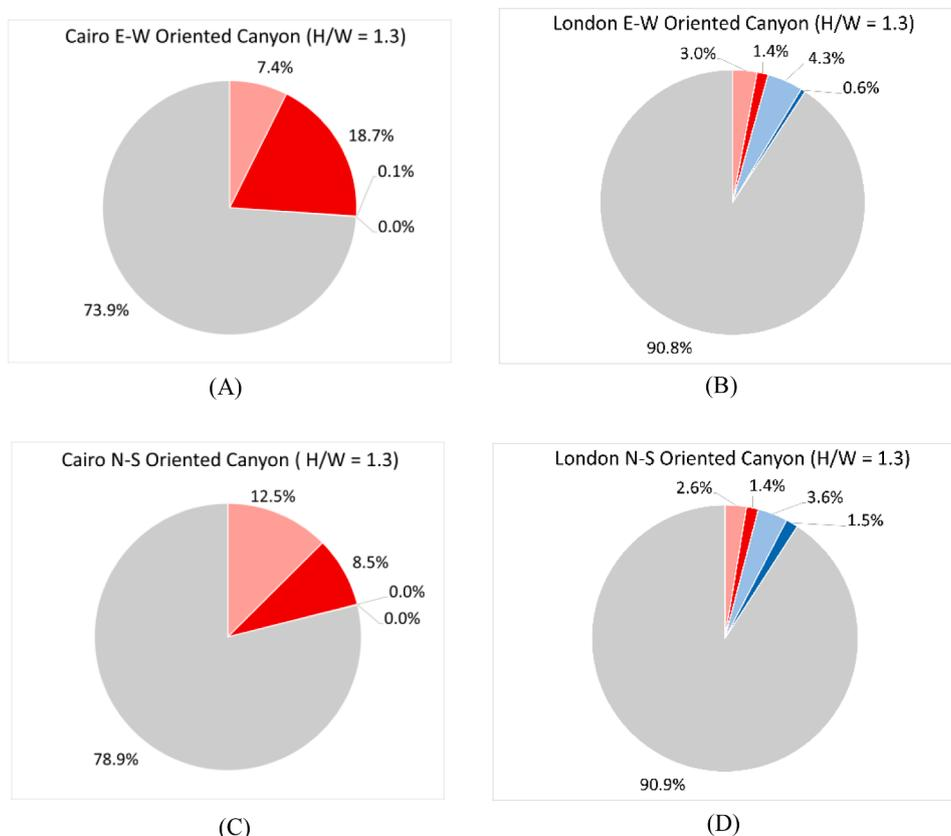 Cairo E-W Oriented Canyon (H/W = 1.3)
7.4%
18.7%
0.1%
0.0%
73.9%
(A)
London E-W Oriented Canyon (H/W = 1.3)
3.0%
1.4%
4.3%
0.6%
90.8%
(B)
Cairo N-S Oriented Canyon ( H/W = 1.3)
12.5%
8.5%
0.0%
0.0%
78.9%
(C)
London N-S Oriented Canyon (H/W = 1.3)
2.6%
1.4%
3.6%
1.5%
90.9%
(D)